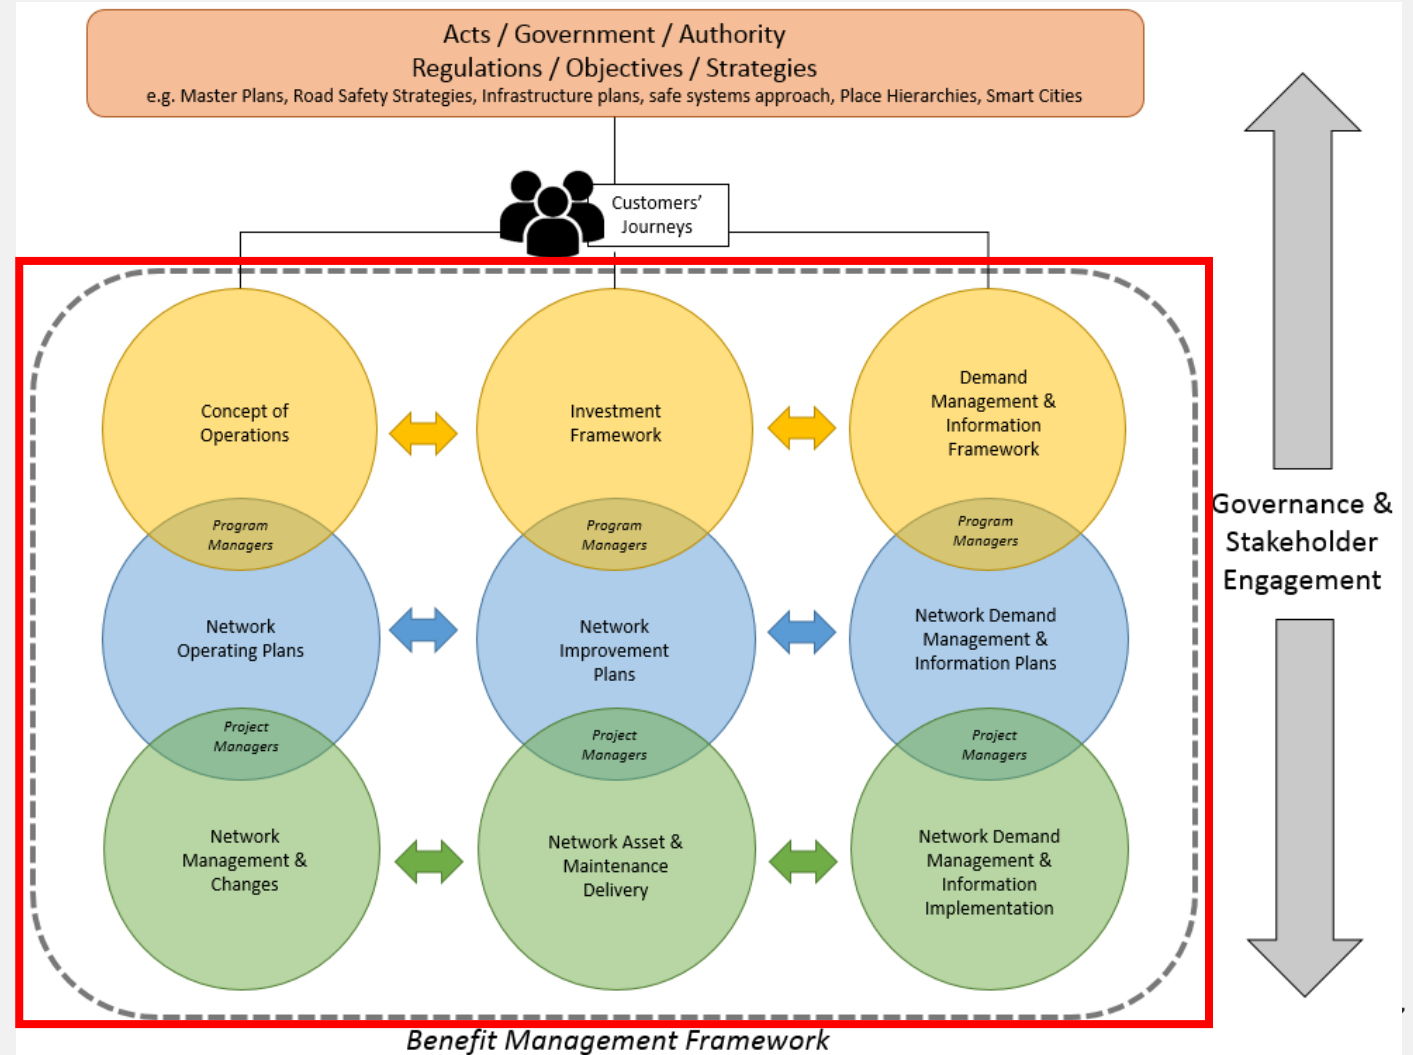 Acts / Government / Authority
Regulations / Objectives / Strategies
e.g. Master Plans, Road Safety Strategies, Infrastructure plans, safe systems approach, Place Hierarchies, Smart Cities
Customers’
Journeys
Concept of
Operations
Investment
Framework
Demand
Management &
Information
Framework
Program
Managers
Program
Managers
Program
Managers
Network
Operating Plans
Network
Improvement
Plans
Network Demand
Management &
Information Plans
Project
Managers
Project
Managers
Project
Managers
Network
Management &
Changes
Network Asset &
Maintenance
Delivery
Network Demand
Management &
Information
Implementation
Governance &
Stakeholder
Engagement
Benefit Management Framework